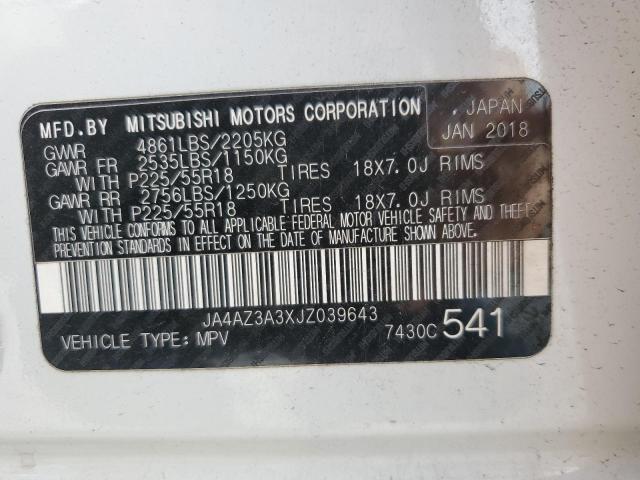 MFD.BY MITSUBISHI MOTORS CORPORATION
JAPAN
JAN 2018
GVWR 4861LBS/2205KG
GAWR FR 2535LBS/1150KG
WITH P225/55R18 TIRES 18X7.0J RIMS
GAWR RR 2756LBS/1250KG
WITH P225/55R18 TIRES 18X7.0J RIMS
THIS VEHICLE CONFORMS TO ALL APPLICABLE FEDERAL MOTOR VEHICLE SAFETY AND THEFT
PREVENTION STANDARDS IN EFFECT ON THE DATE OF MANUFACTURE SHOWN ABOVE.
JA4AZ3A3XJZ039643
VEHICLE TYPE: MPV 7430C 541